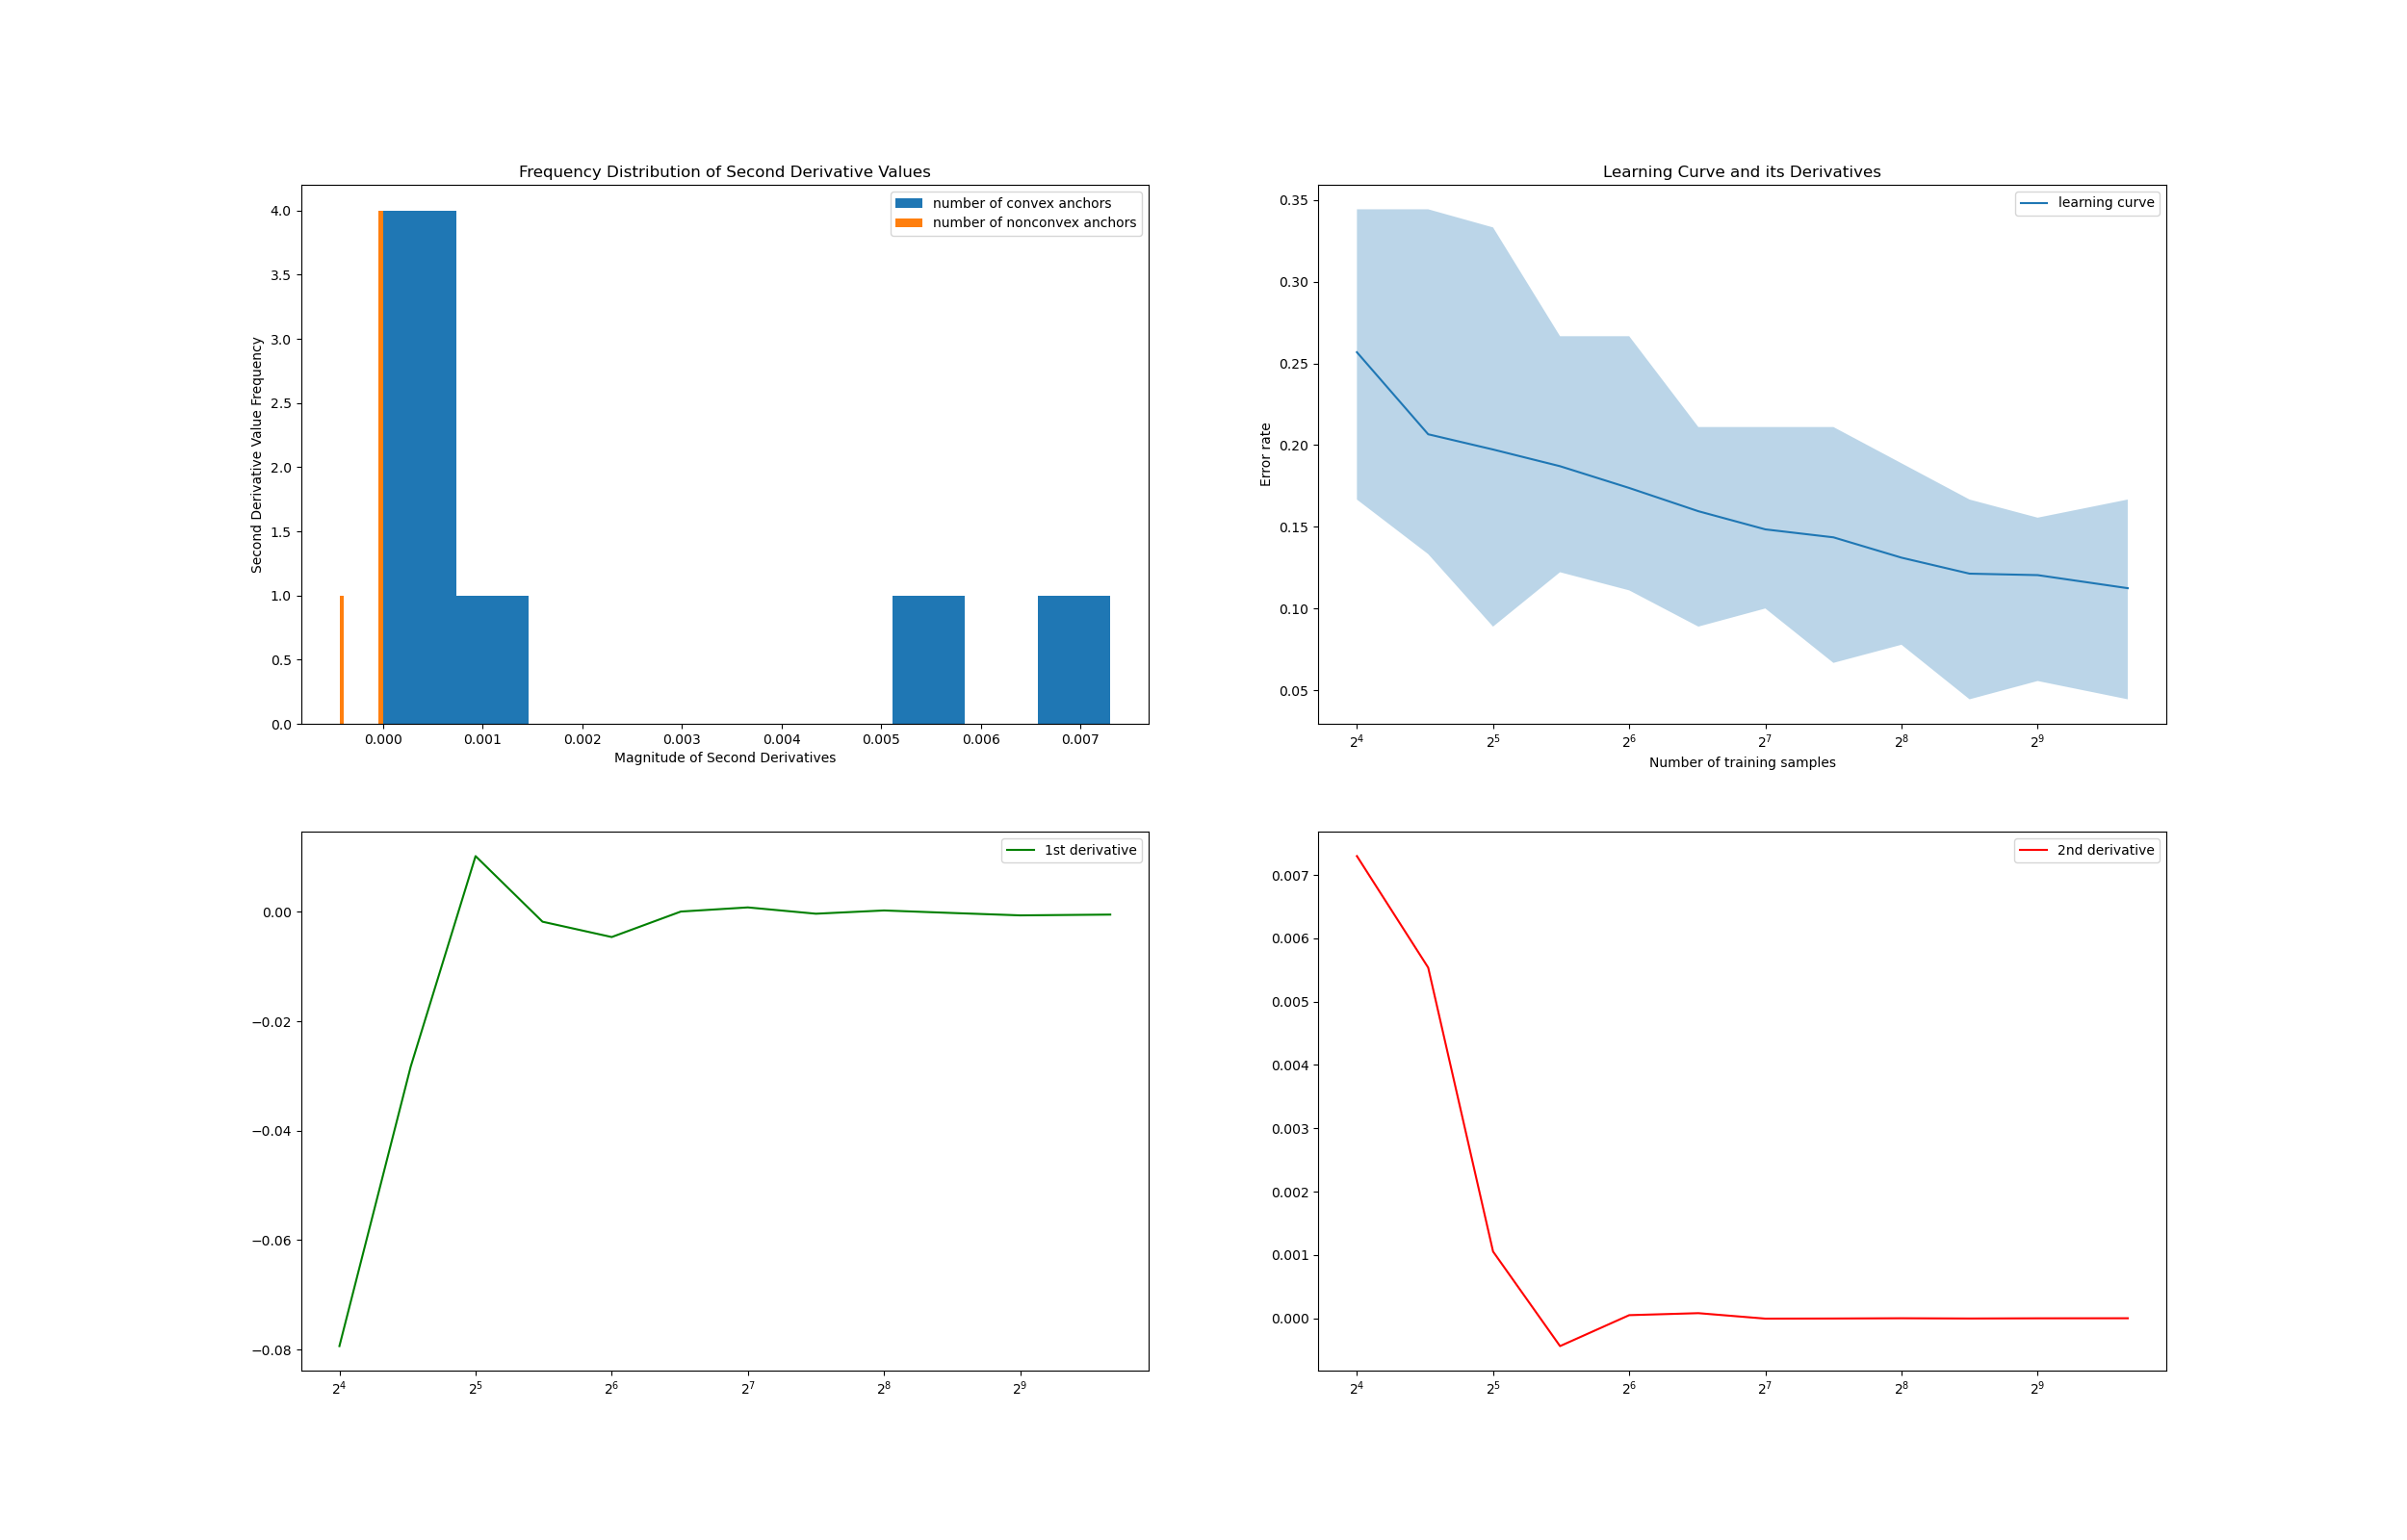 Frequency Distribution of Second Derivative Values
number of convex anchors
number of nonconvex anchors
4.0
3.5
3.0
2.5
2.0
1.5
1.0
0.5
0.0
Second Derivative Value Frequency
0.000 0.001 0.002 0.003 0.004 0.005 0.006 0.007
Magnitude of Second Derivatives
Learning Curve and its Derivatives
learning curve
0.35
0.30
0.25
0.20
0.15
0.10
0.05
Error rate
2⁴ 2⁵ 2⁶ 2⁷ 2⁸ 2⁹
Number of training samples
1st derivative
0.00
−0.02
−0.04
−0.06
−0.08
2⁴ 2⁵ 2⁶ 2⁷ 2⁸ 2⁹
2nd derivative
0.007
0.006
0.005
0.004
0.003
0.002
0.001
0.000
2⁴ 2⁵ 2⁶ 2⁷ 2⁸ 2⁹